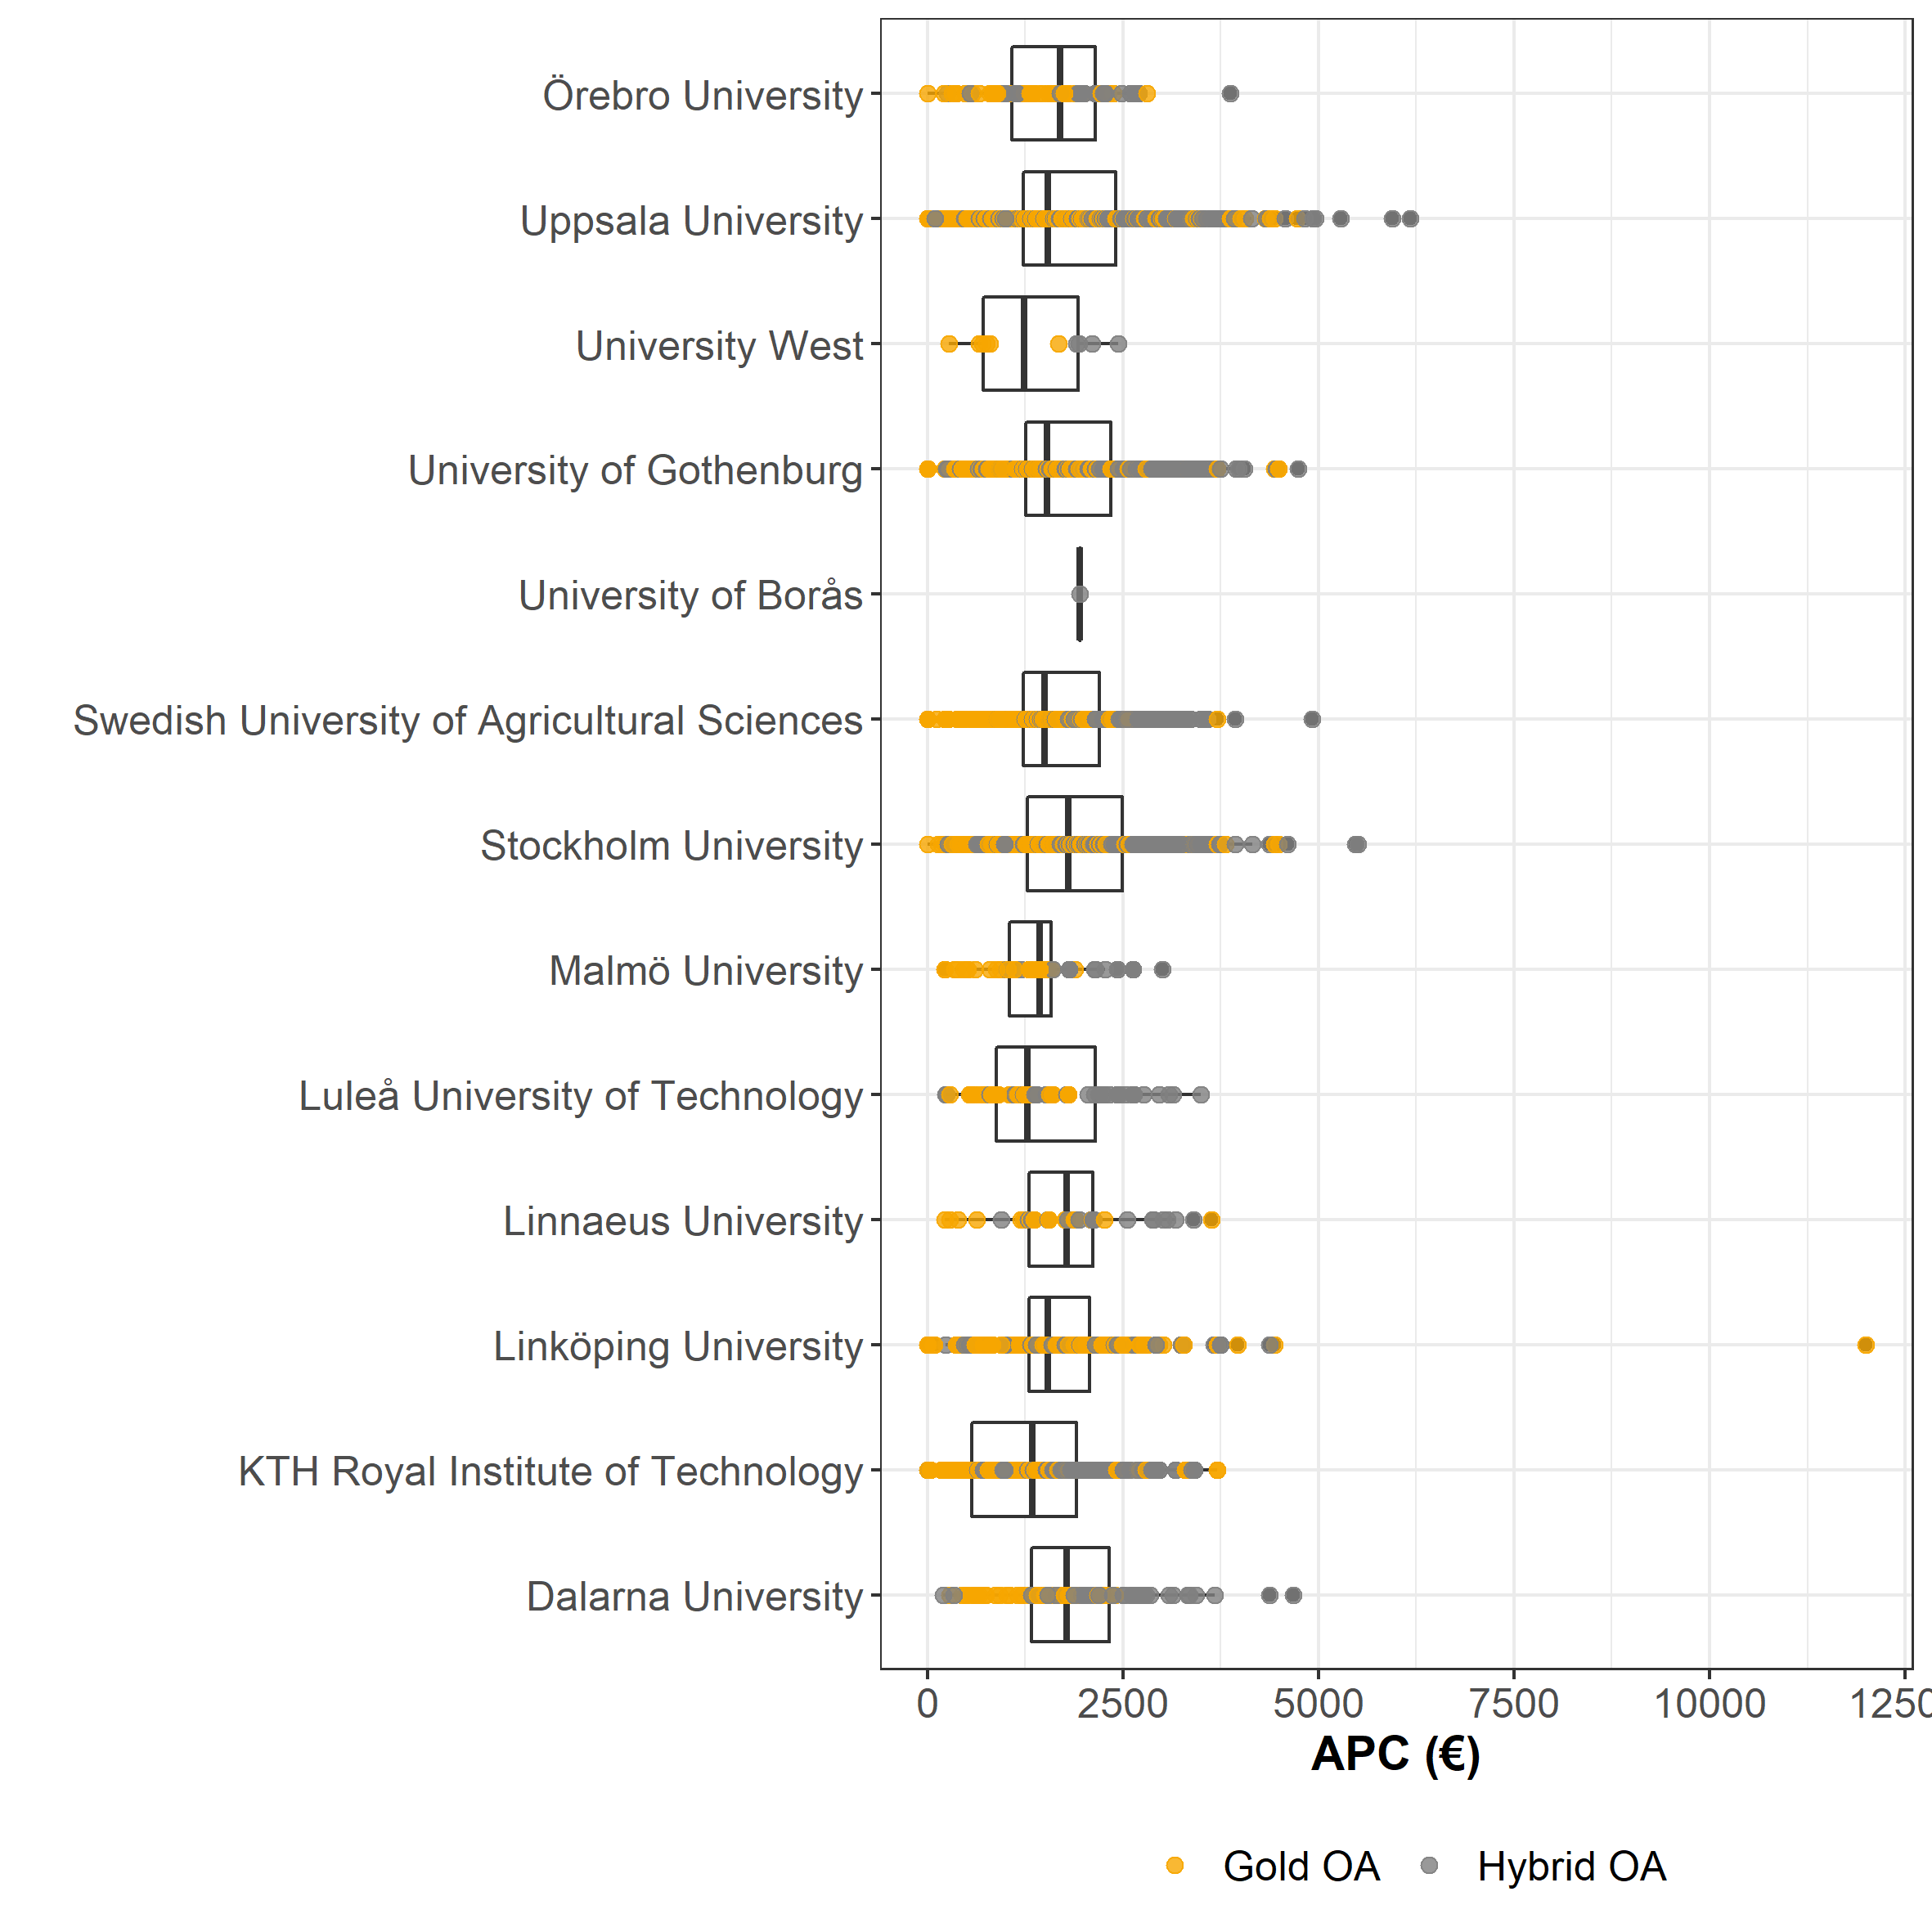 Örebro University
Uppsala University
University West
University of Gothenburg
University of Borås
Swedish University of Agricultural Sciences
Stockholm University
Malmö University
Luleå University of Technology
Linnaeus University
Linköping University
KTH Royal Institute of Technology
Dalarna University
0 2500 5000 7500 10000 1250
APC (€)
Gold OA Hybrid OA